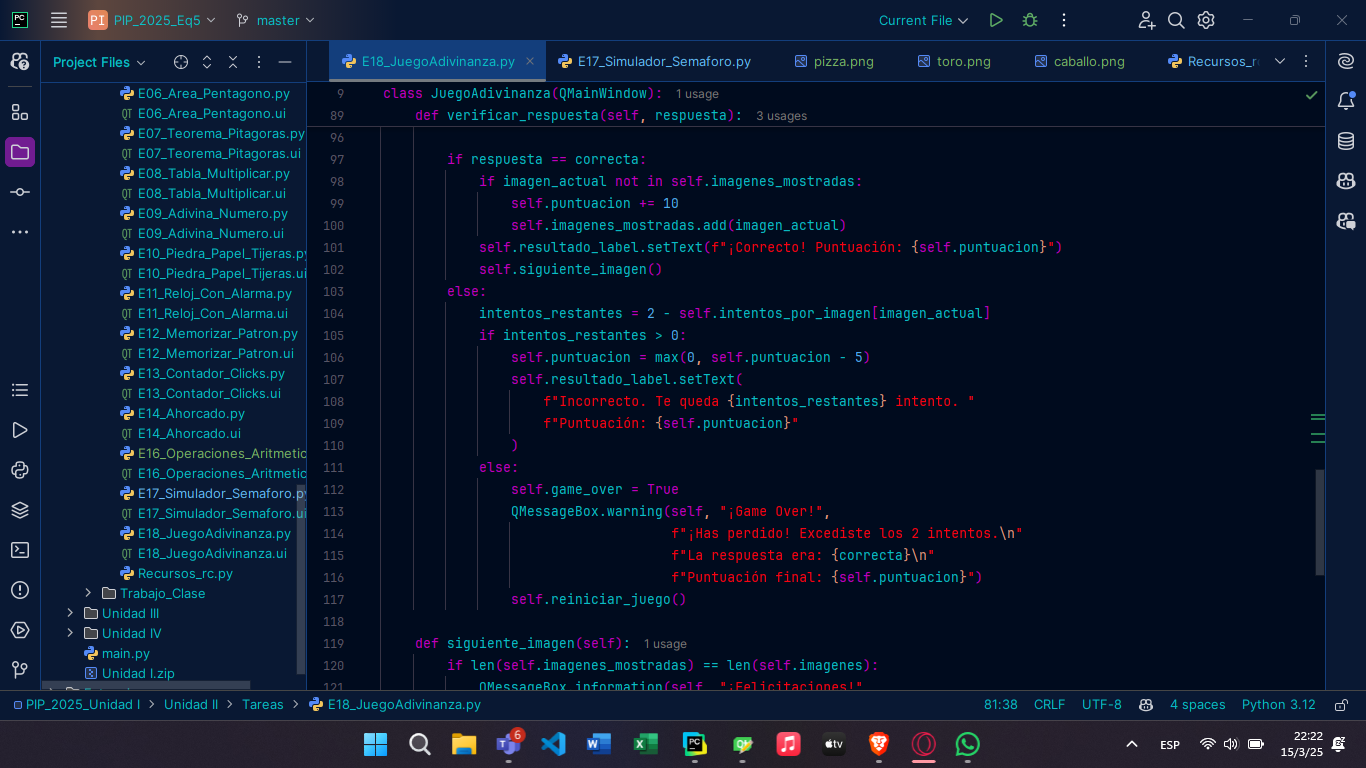 PC
PI PIP_2025_Eq5 master Current File
Project Files
E18_JuegoAdivinanza.py E17_Simulador_Semaforo.py pizza.png toro.png caballo.png Recursos_r
E06_Area_Pentagono.py
E06_Area_Pentagono.ui
E07_Teorema_Pitagoras.py
E07_Teorema_Pitagoras.ui
E08_Tabla_Multiplicar.py
E08_Tabla_Multiplicar.ui
E09_Adivina_Numero.py
E09_Adivina_Numero.ui
E10_Piedra_Papel_Tijeras.py
E10_Piedra_Papel_Tijeras.ui
E11_Reloj_Con_Alarma.py
E11_Reloj_Con_Alarma.ui
E12_Memorizar_Patron.py
E12_Memorizar_Patron.ui
E13_Contador_Clicks.py
E13_Contador_Clicks.ui
E14_Ahorcado.py
E14_Ahorcado.ui
E16_Operaciones_Aritmetic
E16_Operaciones_Aritmetic
E17_Simulador_Semaforo.py
E17_Simulador_Semaforo.ui
E18_JuegoAdivinanza.py
E18_JuegoAdivinanza.ui
Recursos_rc.py
Trabajo_Clase
Unidad III
Unidad IV
main.py
Unidad I.zip
9 class JuegoAdivinanza(QMainWindow): 1 usage
89 def verificar_respuesta(self, respuesta): 3 usages
96
97 if respuesta == correcta:
98 if imagen_actual not in self.imagenes_mostradas:
99 self.puntuacion += 10
100 self.imagenes_mostradas.add(imagen_actual)
101 self.resultado_label.setText(f"¡Correcto! Puntuación: {self.puntuacion}")
102 self.siguiente_imagen()
103 else:
104 intentos_restantes = 2 - self.intentos_por_imagen[imagen_actual]
105 if intentos_restantes > 0:
106 self.puntuacion = max(0, self.puntuacion - 5)
107 self.resultado_label.setText(
108 f"Incorrecto. Te queda {intentos_restantes} intento. "
109 f"Puntuación: {self.puntuacion}"
110 )
111 else:
112 self.game_over = True
113 QMessageBox.warning(self, "¡Game Over!",
114 f"¡Has perdido! Excediste los 2 intentos.\n"
115 f"La respuesta era: {correcta}\n"
116 f"Puntuación final: {self.puntuacion}")
117 self.reiniciar_juego()
118
119 def siguiente_imagen(self): 1 usage
120 if len(self.imagenes_mostradas) == len(self.imagenes):
121 QMessageBox.information(self, "¡Felicitaciones!"
PIP_2025_Unidad I Unidad II Tareas E18_JuegoAdivinanza.py 81:38 CRLF UTF-8 4 spaces Python 3.12
6
tv
ESP
22:22
15/3/25